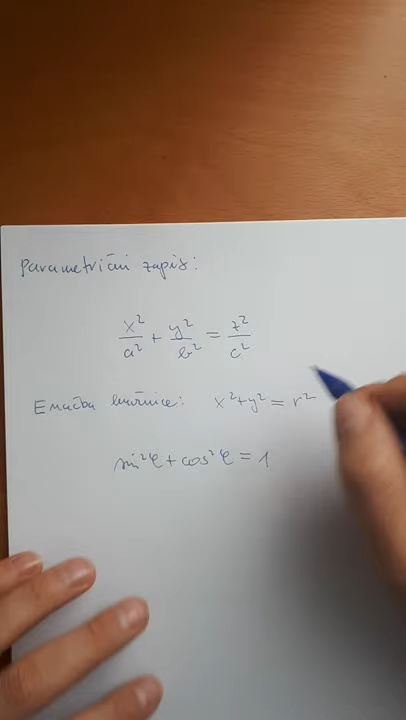 Parametrični zapis:
x²/a² + y²/b² = z²/c²
Enačba krožnice: x²+y² = r²
sin²φ + cos²φ = 1